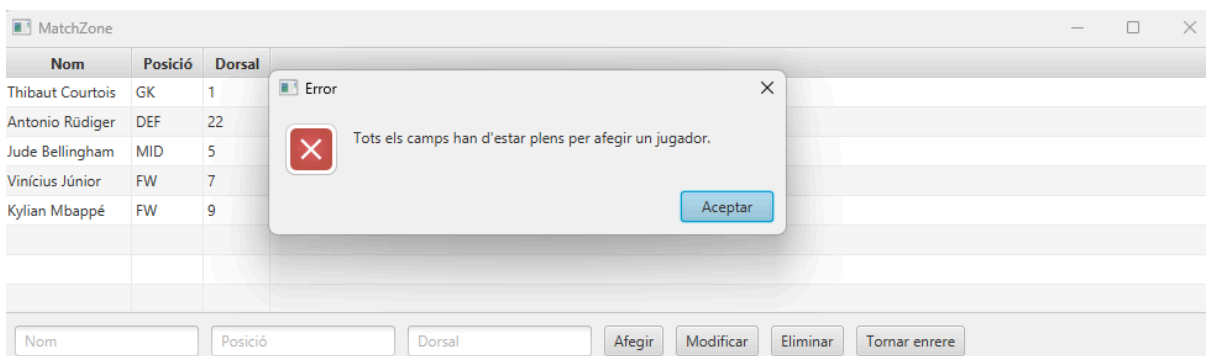 MatchZone
Nom Posició Dorsal
Thibaut Courtois GK 1
Antonio Rüdiger DEF 22
Jude Bellingham MID 5
Vinícius Júnior FW 7
Kylian Mbappé FW 9
Error
Tots els camps han d'estar plens per afegir un jugador.
Aceptar
Nom Posició Dorsal Afegir Modificar Eliminar Tornar enrere